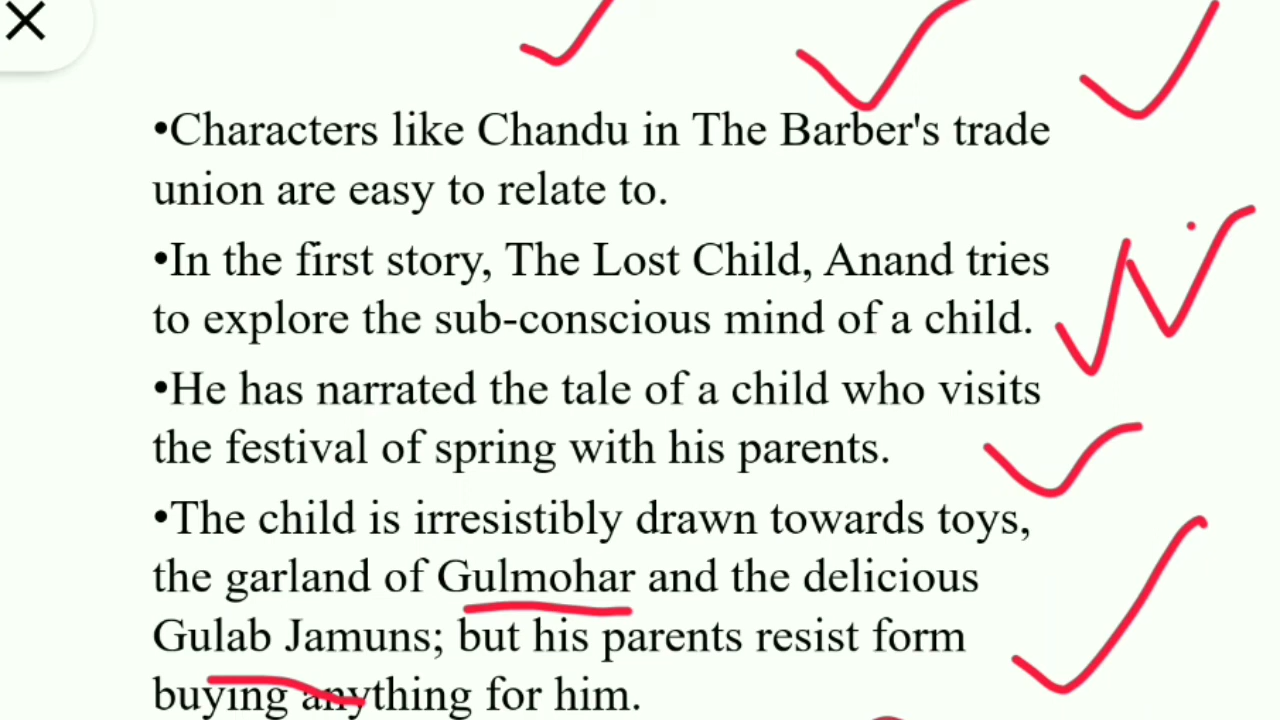 •Characters like Chandu in The Barber's trade
union are easy to relate to.
•In the first story, The Lost Child, Anand tries
to explore the sub-conscious mind of a child.
•He has narrated the tale of a child who visits
the festival of spring with his parents.
•The child is irresistibly drawn towards toys,
the garland of Gulmohar and the delicious
Gulab Jamuns; but his parents resist form
buying anything for him.